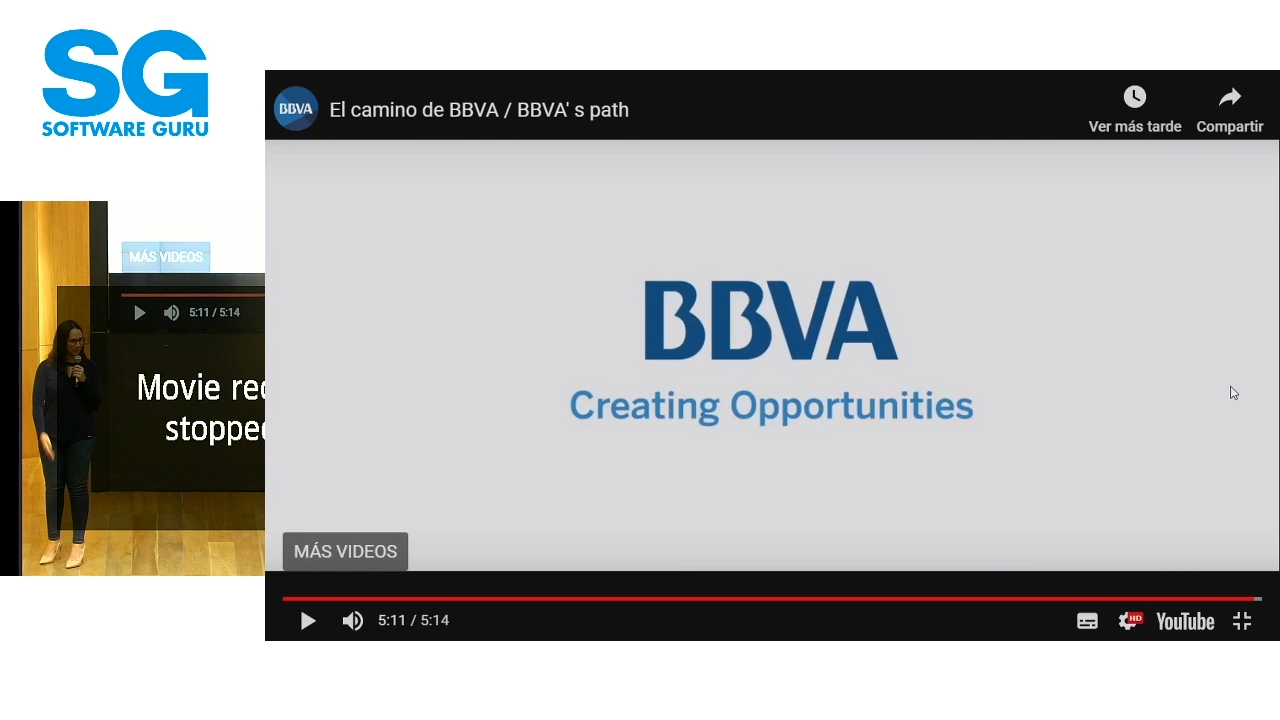 SG
SOFTWARE GURU
BBVA
El camino de BBVA / BBVA' s path
Ver más tarde
Compartir
MÁS VIDEOS
5:11 / 5:14
Movie rec
stopped
BBVA
Creating Opportunities
MÁS VIDEOS
5:11 / 5:14
HD
YouTube